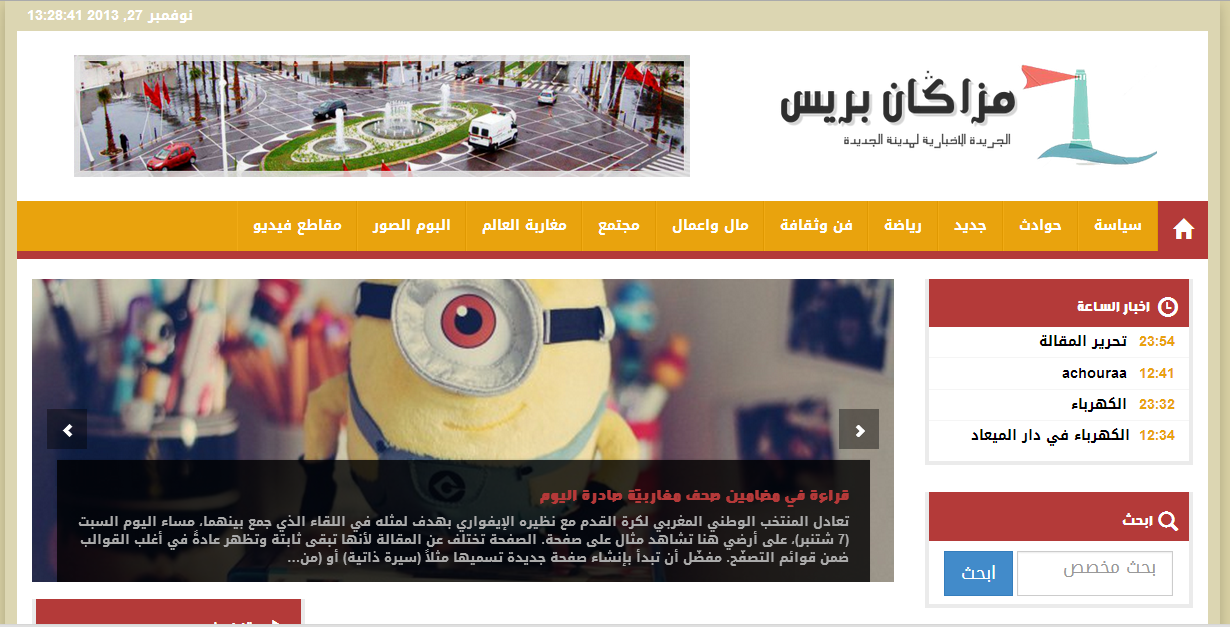 نوفمبر 27, 2013 13:28:41
مزاكان بريس
الجريدة الإخبارية لمدينة الجديدة
سياسة
حوادث
جديد
رياضة
فن وثقافة
مال واعمال
مجتمع
مغاربة العالم
البوم الصور
مقاطع فيديو
اخبار الساعة
23:54 تحرير المقالة
12:41 achouraa
23:32 الكهرباء
12:34 الكهرباء في دار الميعاد
ابحث
بحث مخصص
ابحث
قراءة في مضامين صحف مغاربيّة صادرة اليوم
تعادل المنتخب الوطني المغربي لكرة القدم مع نظيره الإيفواري بهدف لمثله في اللقاء الذي جمع بينهما، مساء اليوم السبت
(7 شتنبر)، على أرضي هنا تشاهد مثال على صفحة. الصفحة تختلف عن المقالة لأنها تبقى ثابتة وتظهر عادةً في أغلب القوالب
ضمن قوائم التصفّح. مفضّل أن تبدأ بإنشاء صفحة جديدة تسميها مثلاً (سيرة ذاتية) أو (من...